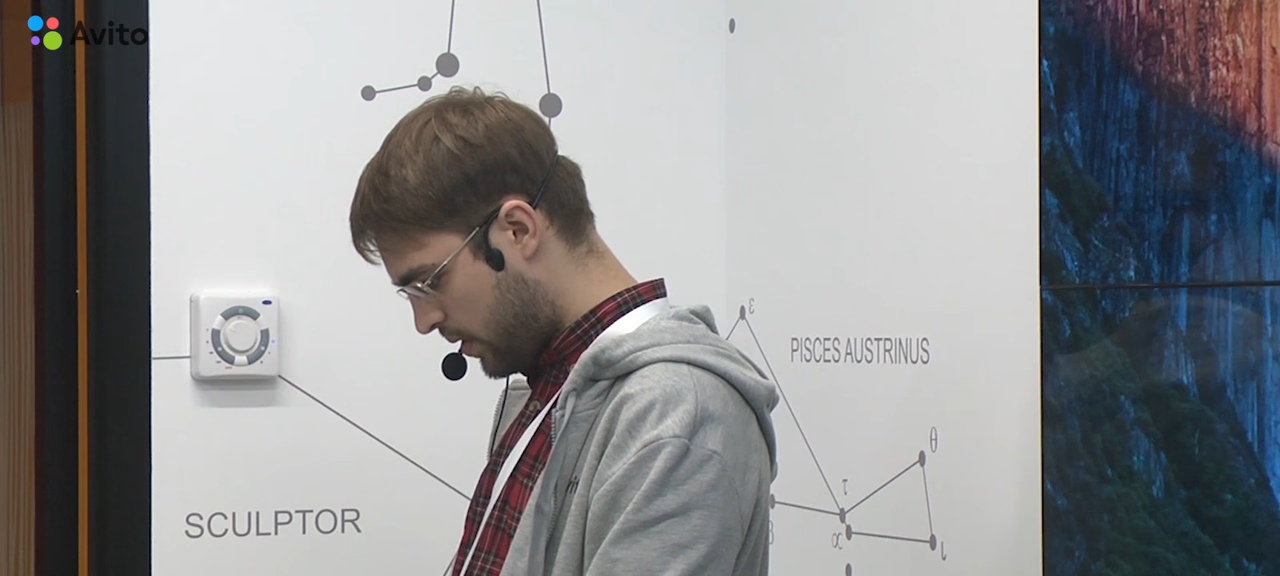 Avito
ε
PISCES AUSTRINUS
θ
τ
SCULPTOR
β
α
ι